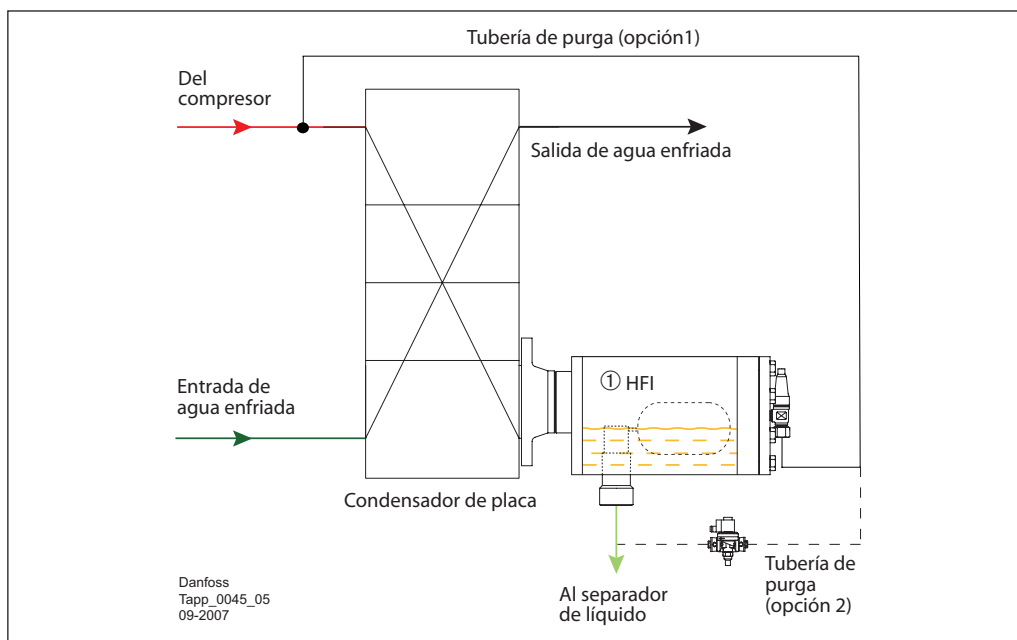 Tubería de purga (opción1)
Del
compresor
Salida de agua enfriada
① HFI
Entrada de
agua enfriada
Condensador de placa
Tubería de
purga
(opción 2)
Al separador
de líquido
Danfoss
Tapp_0045_05
09-2007